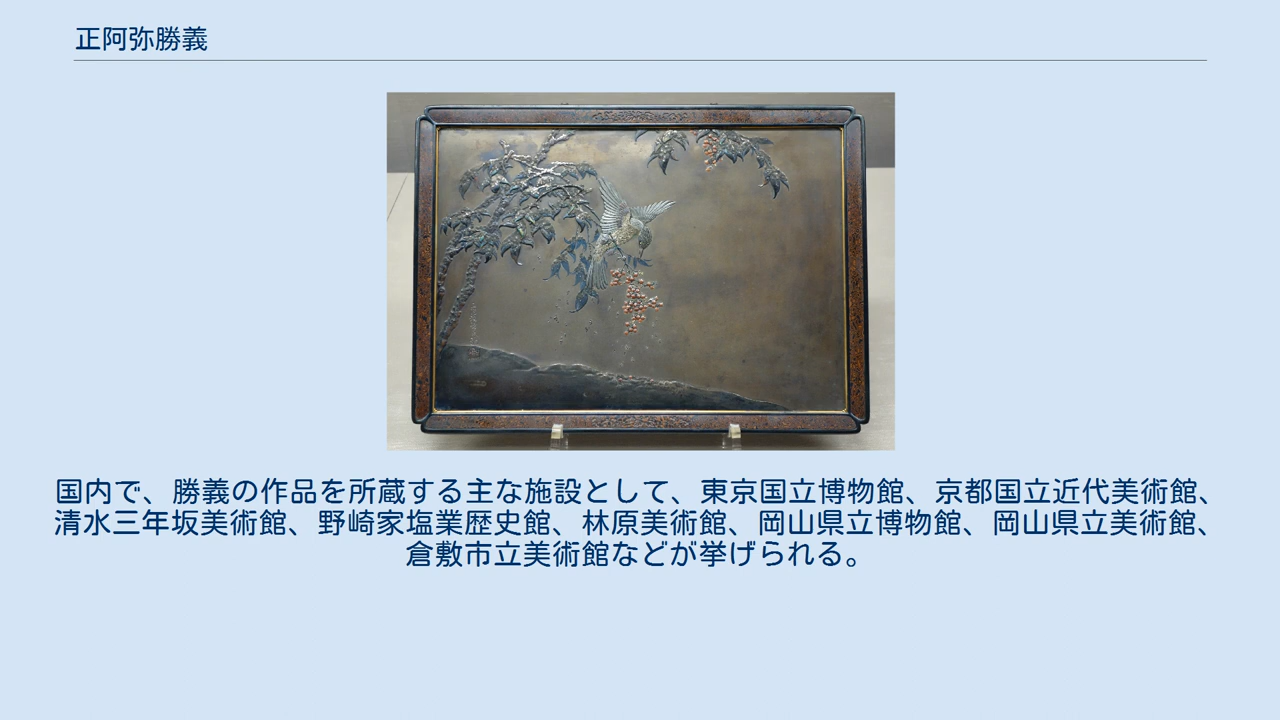 正阿弥勝義
国内で、勝義の作品を所蔵する主な施設として、東京国立博物館、京都国立近代美術館、
清水三年坂美術館、野崎家塩業歴史館、林原美術館、岡山県立博物館、岡山県立美術館、
倉敷市立美術館などが挙げられる。